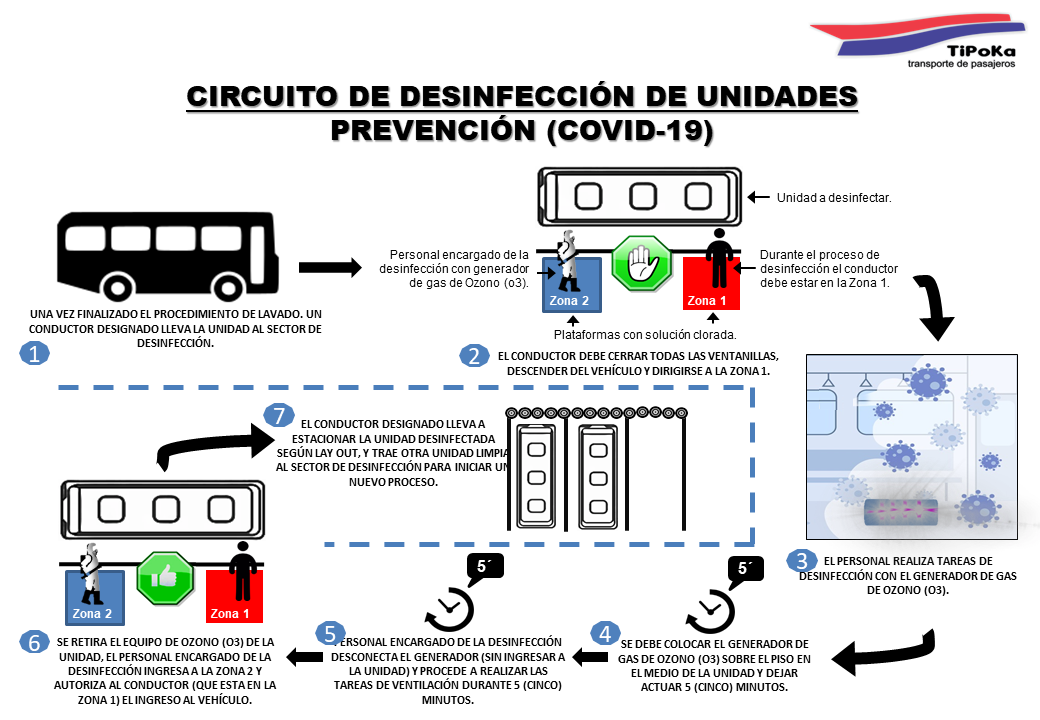 TiPoKa
transporte de pasajeros
CIRCUITO DE DESINFECCIÓN DE UNIDADES
PREVENCIÓN (COVID-19)
UNA VEZ FINALIZADO EL PROCEDIMIENTO DE LAVADO. UN
CONDUCTOR DESIGNADO LLEVA LA UNIDAD AL SECTOR DE
DESINFECCIÓN.
1
Unidad a desinfectar.
Personal encargado de la
desinfección con generador
de gas de Ozono (o3).
Zona 2
Zona 1
Durante el proceso de
desinfección el conductor
debe estar en la Zona 1.
Plataformas con solución clorada.
2
EL CONDUCTOR DEBE CERRAR TODAS LAS VENTANILLAS,
DESCENDER DEL VEHÍCULO Y DIRIGIRSE A LA ZONA 1.
3
EL PERSONAL REALIZA TAREAS DE
DESINFECCIÓN CON EL GENERADOR DE GAS
DE OZONO (O3).
5´
4
SE DEBE COLOCAR EL GENERADOR DE
GAS DE OZONO (O3) SOBRE EL PISO EN
EL MEDIO DE LA UNIDAD Y DEJAR
ACTUAR 5 (CINCO) MINUTOS.
5´
5
PERSONAL ENCARGADO DE LA DESINFECCIÓN
DESCONECTA EL GENERADOR (SIN INGRESAR A
LA UNIDAD) Y PROCEDE A REALIZAR LAS
TAREAS DE VENTILACIÓN DURANTE 5 (CINCO)
MINUTOS.
Zona 2
Zona 1
6
SE RETIRA EL EQUIPO DE OZONO (O3) DE LA
UNIDAD, EL PERSONAL ENCARGADO DE LA
DESINFECCIÓN INGRESA A LA ZONA 2 Y
AUTORIZA AL CONDUCTOR (QUE ESTA EN LA
ZONA 1) EL INGRESO AL VEHÍCULO.
7
EL CONDUCTOR DESIGNADO LLEVA A
ESTACIONAR LA UNIDAD DESINFECTADA
SEGÚN LAY OUT, Y TRAE OTRA UNIDAD LIMPIA
AL SECTOR DE DESINFECCIÓN PARA INICIAR UN
NUEVO PROCESO.